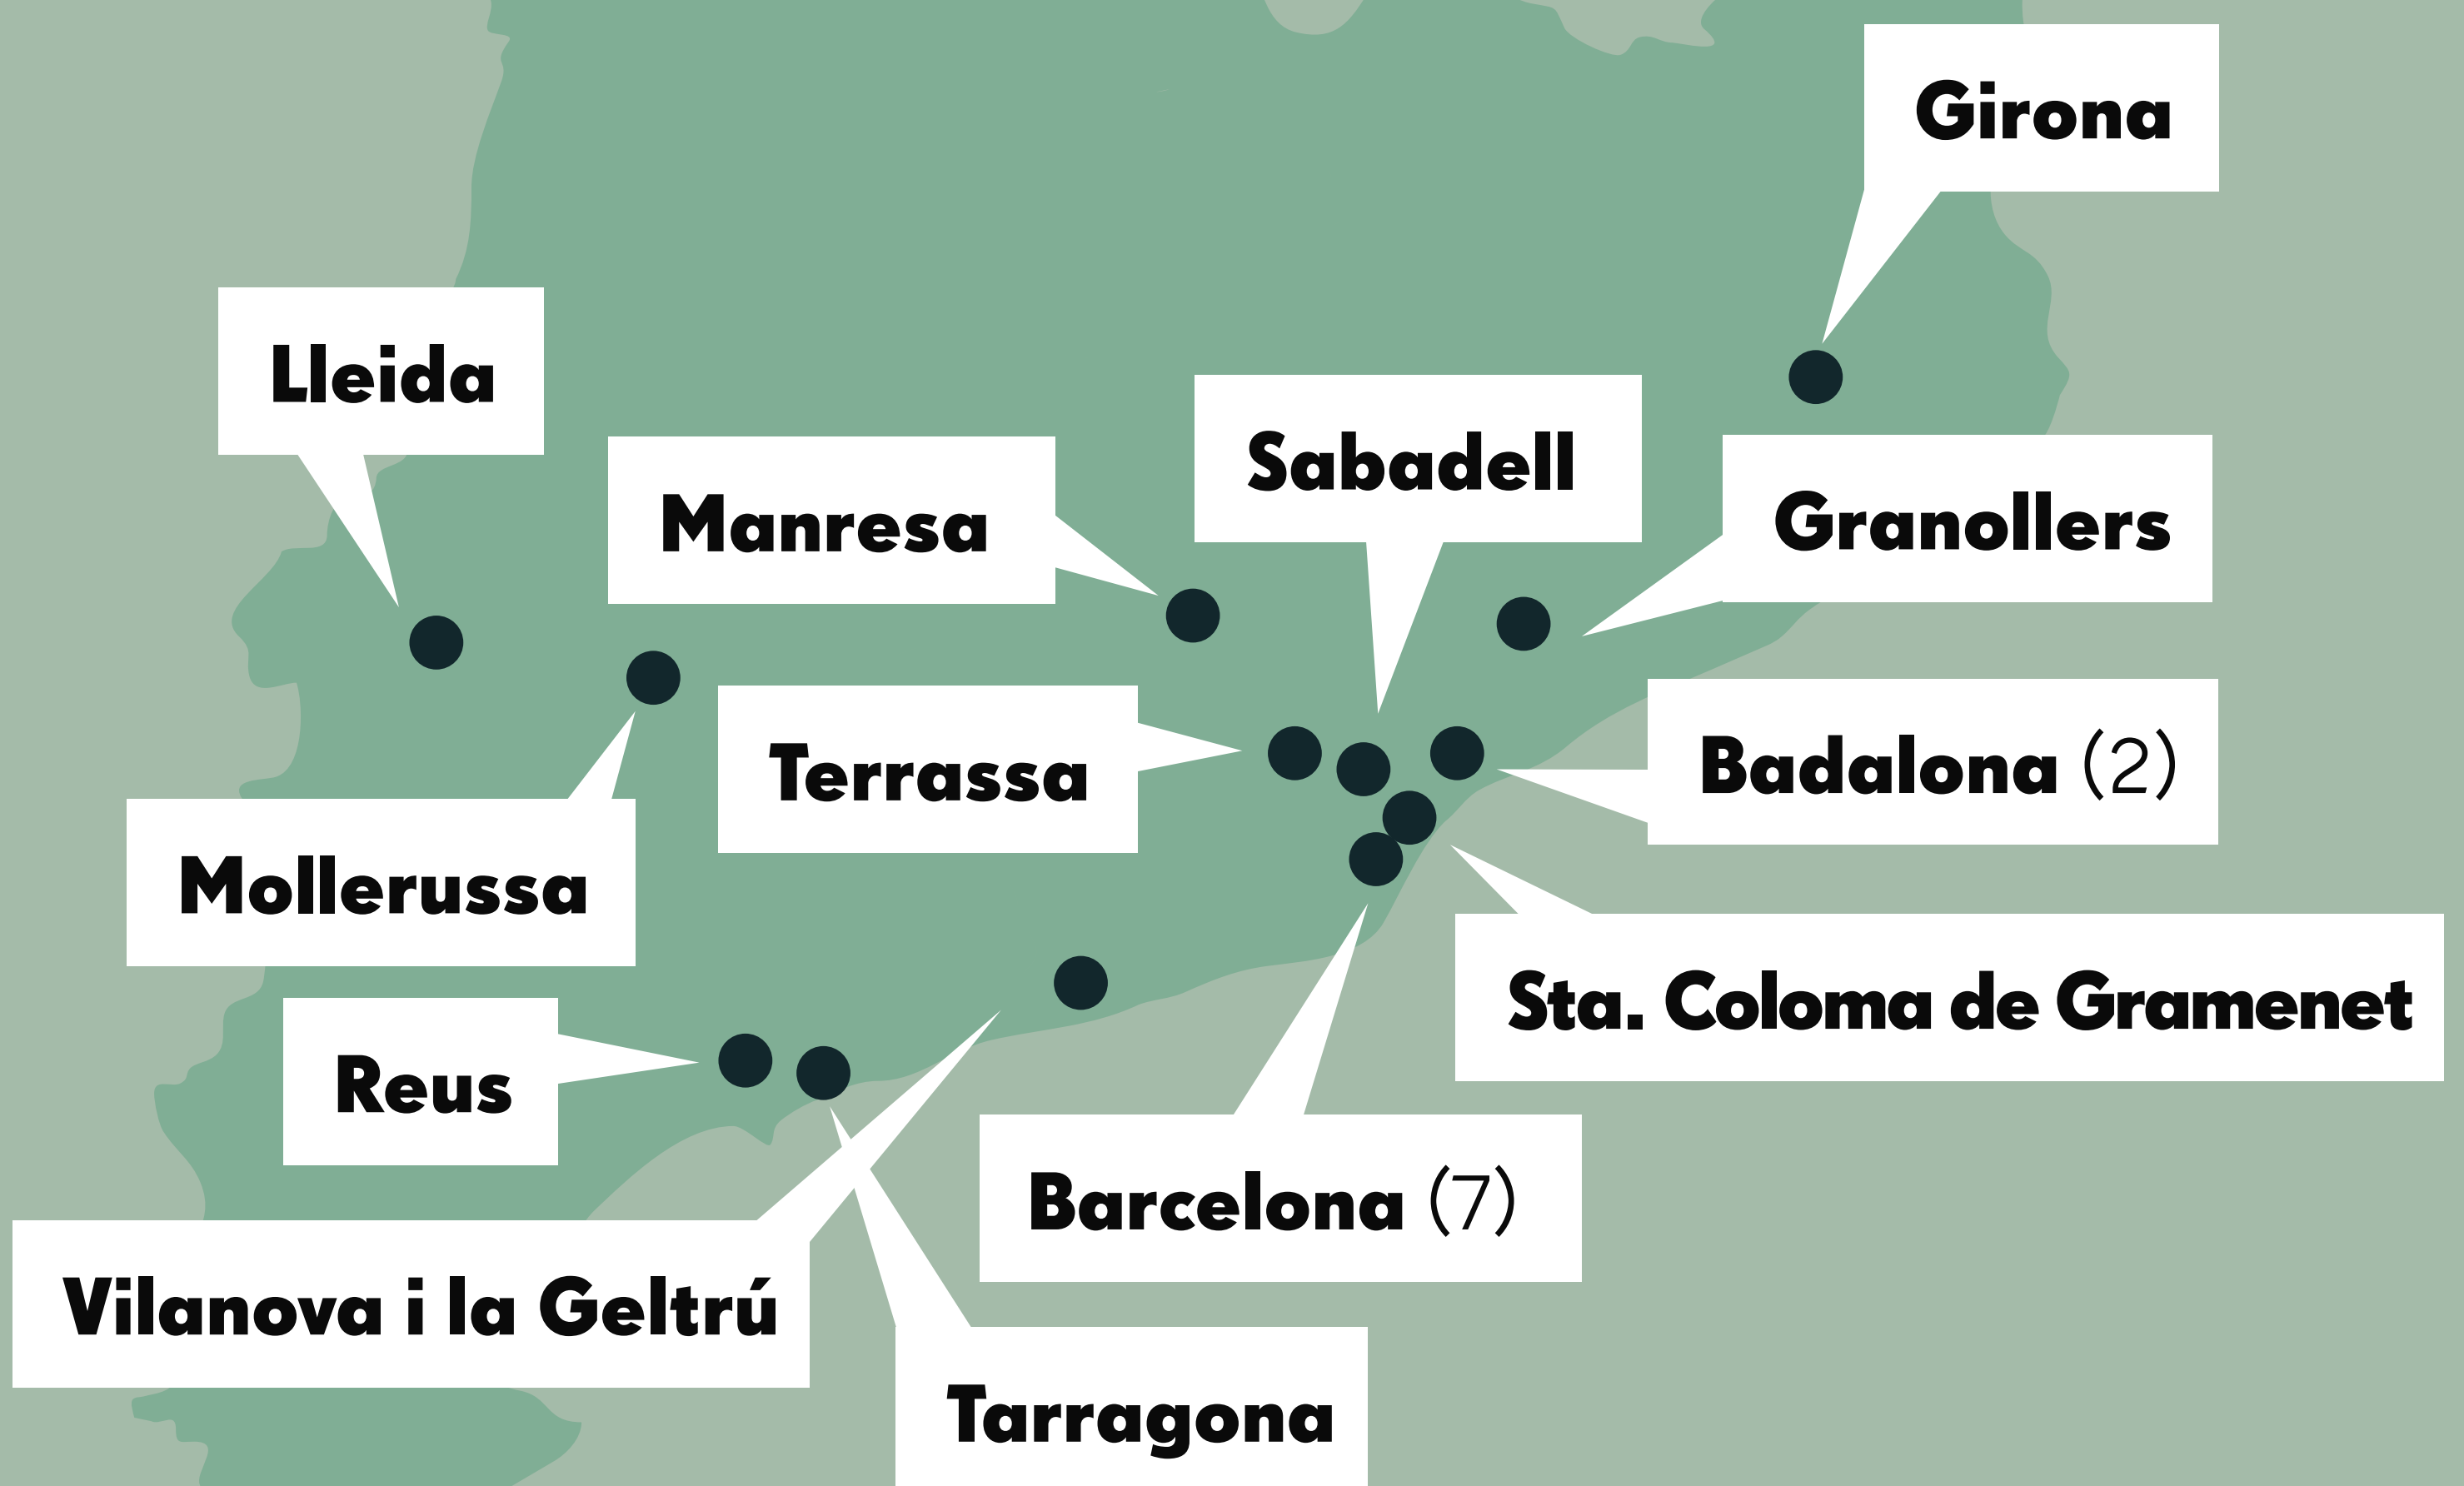 Girona
Lleida
Sabadell
Manresa
Granollers
Terrassa
Badalona (2)
Mollerussa
Sta. Coloma de Gramenet
Reus
Barcelona (7)
Vilanova i la Geltrú
Tarragona